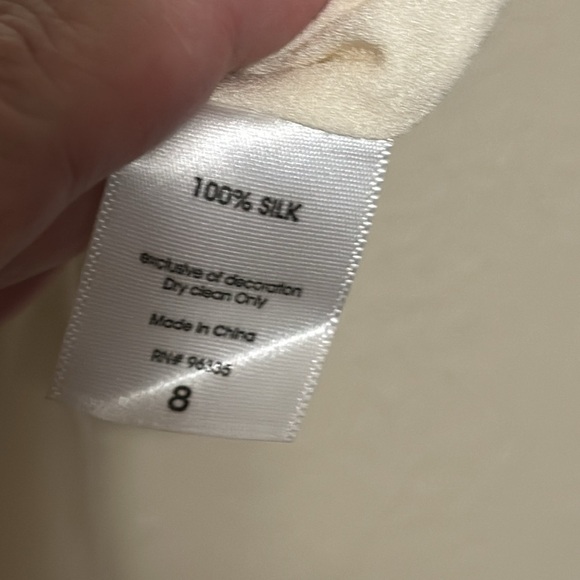 100% SILK
exclusive of decoration
Dry clean Only
Made in China
RN# 96335
8